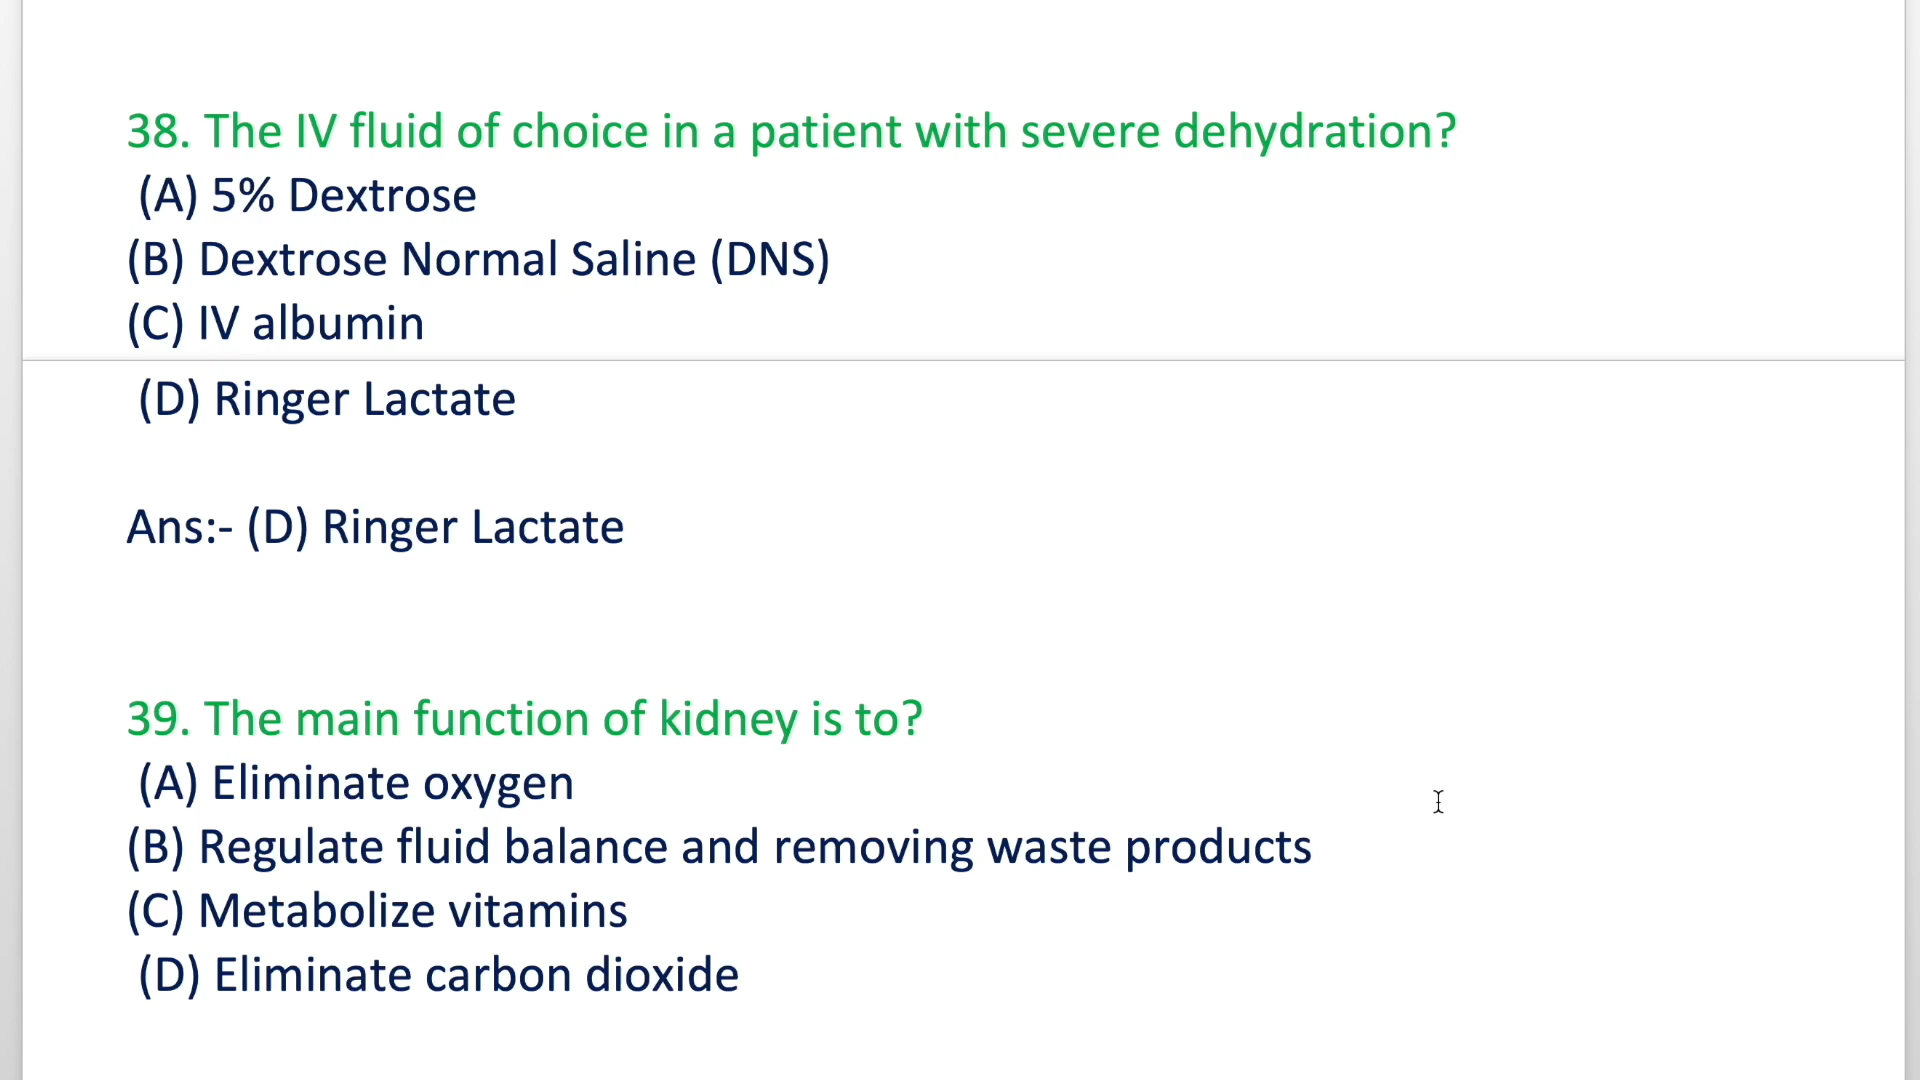 38. The IV fluid of choice in a patient with severe dehydration?
(A) 5% Dextrose
(B) Dextrose Normal Saline (DNS)
(C) IV albumin
(D) Ringer Lactate
Ans:- (D) Ringer Lactate
39. The main function of kidney is to?
(A) Eliminate oxygen
(B) Regulate fluid balance and removing waste products
(C) Metabolize vitamins
(D) Eliminate carbon dioxide